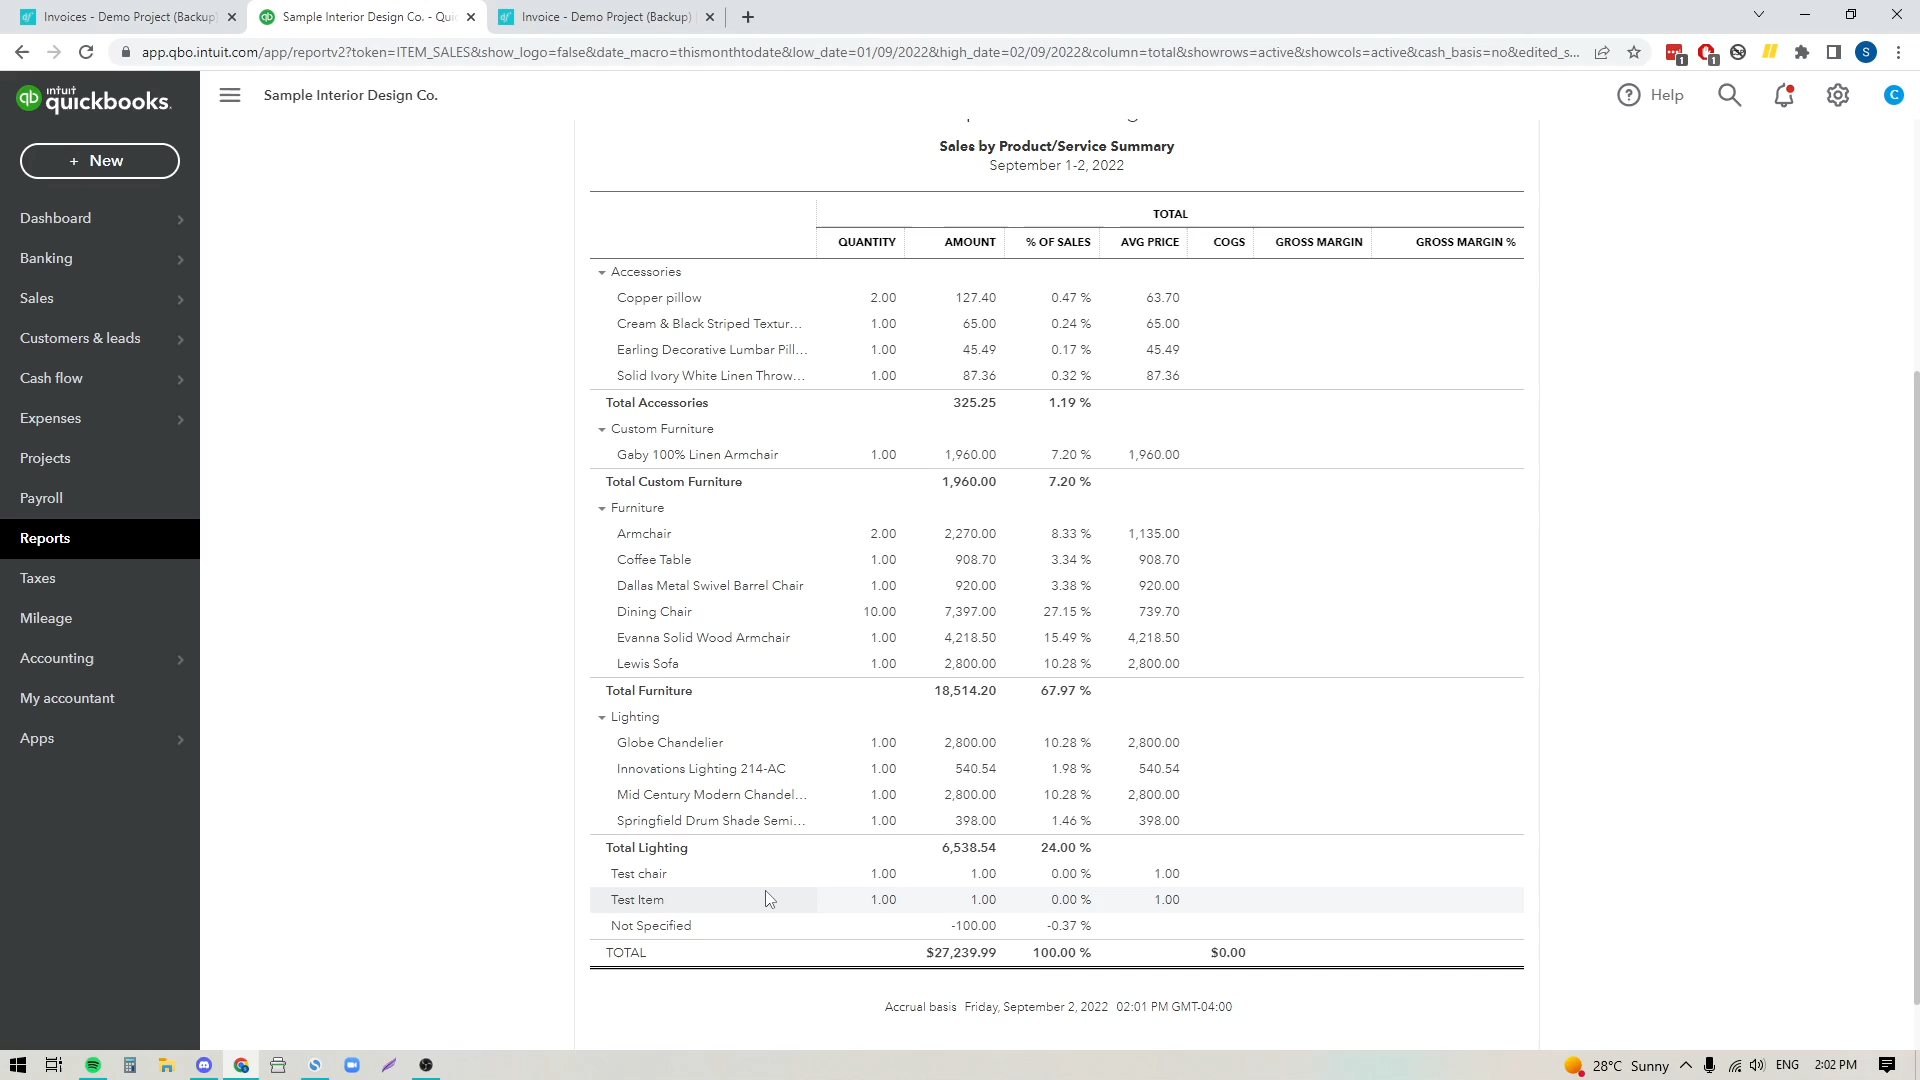 Invoices - Demo Project (Backup)
Sample Interior Design Co. - Quic
Invoice - Demo Project (Backup)
app.qbo.intuit.com/app/reportv2?token=ITEM_SALES&show_logo=false&date_macro=thismonthtodate&low_date=01/09/2022&high_date=02/09/2022&column=total&showrows=active&showcols=active&cash_basis=no&edited_s...
1
1
S
intuit
quickbooks.
Sample Interior Design Co.
Help
C
+ New
Dashboard
Banking
Sales
Customers & leads
Cash flow
Expenses
Projects
Payroll
Reports
Taxes
Mileage
Accounting
My accountant
Apps
Sales by Product/Service Summary
September 1-2, 2022
TOTAL
QUANTITY AMOUNT % OF SALES AVG PRICE COGS GROSS MARGIN GROSS MARGIN %
Accessories
Copper pillow 2.00 127.40 0.47 % 63.70
Cream & Black Striped Textur... 1.00 65.00 0.24 % 65.00
Earling Decorative Lumbar Pill... 1.00 45.49 0.17 % 45.49
Solid Ivory White Linen Throw... 1.00 87.36 0.32 % 87.36
Total Accessories 325.25 1.19 %
Custom Furniture
Gaby 100% Linen Armchair 1.00 1,960.00 7.20 % 1,960.00
Total Custom Furniture 1,960.00 7.20 %
Furniture
Armchair 2.00 2,270.00 8.33 % 1,135.00
Coffee Table 1.00 908.70 3.34 % 908.70
Dallas Metal Swivel Barrel Chair 1.00 920.00 3.38 % 920.00
Dining Chair 10.00 7,397.00 27.15 % 739.70
Evanna Solid Wood Armchair 1.00 4,218.50 15.49 % 4,218.50
Lewis Sofa 1.00 2,800.00 10.28 % 2,800.00
Total Furniture 18,514.20 67.97 %
Lighting
Globe Chandelier 1.00 2,800.00 10.28 % 2,800.00
Innovations Lighting 214-AC 1.00 540.54 1.98 % 540.54
Mid Century Modern Chandel... 1.00 2,800.00 10.28 % 2,800.00
Springfield Drum Shade Semi... 1.00 398.00 1.46 % 398.00
Total Lighting 6,538.54 24.00 %
Test chair 1.00 1.00 0.00 % 1.00
Test Item 1.00 1.00 0.00 % 1.00
Not Specified -100.00 -0.37 %
TOTAL $27,239.99 100.00 % $0.00
Accrual basis Friday, September 2, 2022 02:01 PM GMT-04:00
28°C Sunny ENG 2:02 PM